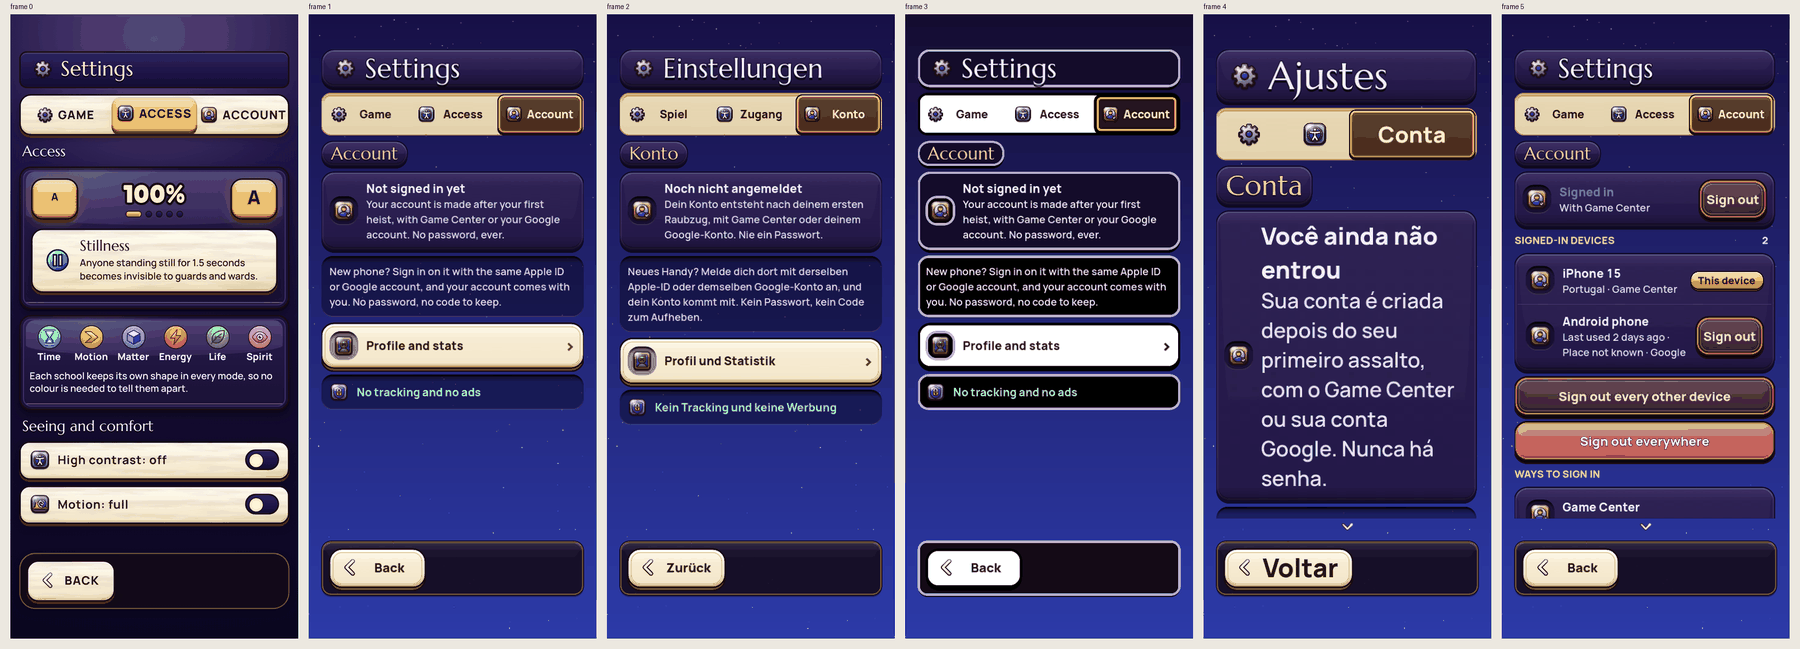 frame 0
Settings
GAME
ACCESS
ACCOUNT
Access
A
100%
A
Stillness
Anyone standing still for 1.5 seconds
becomes invisible to guards and wards.
Time
Motion
Matter
Energy
Life
Spirit
Each school keeps its own shape in every mode, so no
colour is needed to tell them apart.
Seeing and comfort
High contrast: off
Motion: full
BACK
frame 1
Settings
Game
Access
Account
Account
Not signed in yet
Your account is made after your first
heist, with Game Center or your Google
account. No password, ever.
New phone? Sign in on it with the same Apple ID
or Google account, and your account comes with
you. No password, no code to keep.
Profile and stats
No tracking and no ads
Back
frame 2
Einstellungen
Spiel
Zugang
Konto
Konto
Noch nicht angemeldet
Dein Konto entsteht nach deinem ersten
Raubzug, mit Game Center oder deinem
Google-Konto. Nie ein Passwort.
Neues Handy? Melde dich dort mit derselben
Apple-ID oder demselben Google-Konto an, und
dein Konto kommt mit. Kein Passwort, kein Code
zum Aufheben.
Profil und Statistik
Kein Tracking und keine Werbung
Zurück
frame 3
Settings
Game
Access
Account
Account
Not signed in yet
Your account is made after your first
heist, with Game Center or your Google
account. No password, ever.
New phone? Sign in on it with the same Apple ID
or Google account, and your account comes with
you. No password, no code to keep.
Profile and stats
No tracking and no ads
Back
frame 4
Ajustes
Conta
Conta
Você ainda não
entrou
Sua conta é criada
depois do seu
primeiro assalto,
com o Game Center
ou sua conta
Google. Nunca há
senha.
Voltar
frame 5
Settings
Game
Access
Account
Account
Signed in
With Game Center
Sign out
SIGNED-IN DEVICES
2
iPhone 15
Portugal · Game Center
This device
Android phone
Last used 2 days ago ·
Place not known · Google
Sign out
Sign out every other device
Sign out everywhere
WAYS TO SIGN IN
Game Center
Back